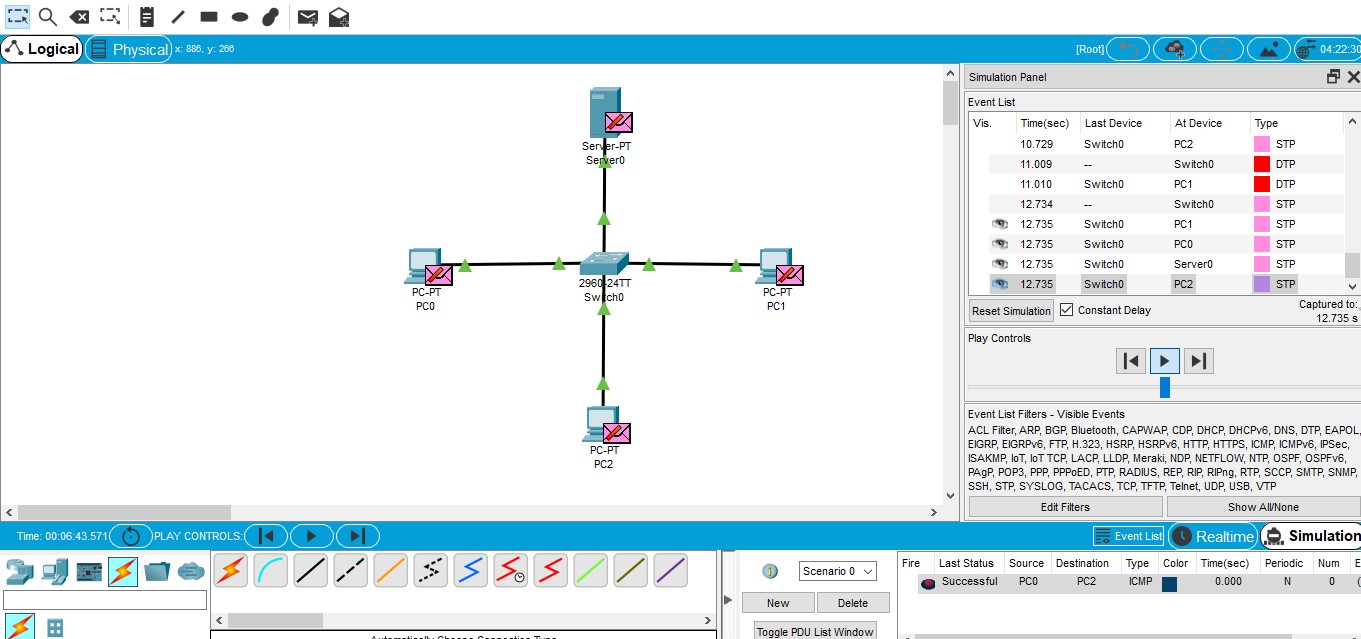 Logical
Physical
x: 886, y: 266
[Root]
04:22:30
Simulation Panel
Event List
Vis. Time(sec) Last Device At Device Type
10.729 Switch0 PC2 STP
11.009 -- Switch0 DTP
11.010 Switch0 PC1 DTP
12.734 -- Switch0 STP
12.735 Switch0 PC1 STP
12.735 Switch0 PC0 STP
12.735 Switch0 Server0 STP
12.735 Switch0 PC2 STP
Reset Simulation
Constant Delay
Captured to:
12.735 s
Play Controls
Event List Filters - Visible Events
ACL Filter, ARP, BGP, Bluetooth, CAPWAP, CDP, DHCP, DHCPv6, DNS, DTP, EAPOL,
EIGRP, EIGRPv6, FTP, H.323, HSRP, HSRPv6, HTTP, HTTPS, ICMP, ICMPv6, IPSec,
ISAKMP, IoT, IoT TCP, LACP, LLDP, Meraki, NDP, NETFLOW, NTP, OSPF, OSPFv6,
PAgP, POP3, PPP, PPPoED, PTP, RADIUS, REP, RIP, RIPng, RTP, SCCP, SMTP, SNMP,
SSH, STP, SYSLOG, TACACS, TCP, TFTP, Telnet, UDP, USB, VTP
Edit Filters
Show All/None
Server-PT
Server0
PC-PT
PC0
2960-24TT
Switch0
PC-PT
PC1
PC-PT
PC2
Time: 00:06:43.571
PLAY CONTROLS:
Event List
Realtime
Simulation
Scenario 0
New
Delete
Toggle PDU List Window
Fire Last Status Source Destination Type Color Time(sec) Periodic Num E
Successful PC0 PC2 ICMP 0.000 N 0 (
Automatically Choose Connection Type